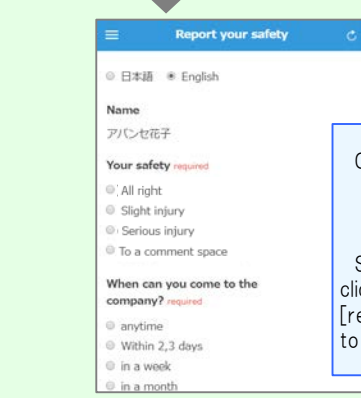 Report your safety
日本語 English
Name
アバンセ花子
Your safety required
All right
Slight injury
Serious injury
To a comment space
When can you come to the
company? required
anytime
Within 2,3 days
in a week
in a month